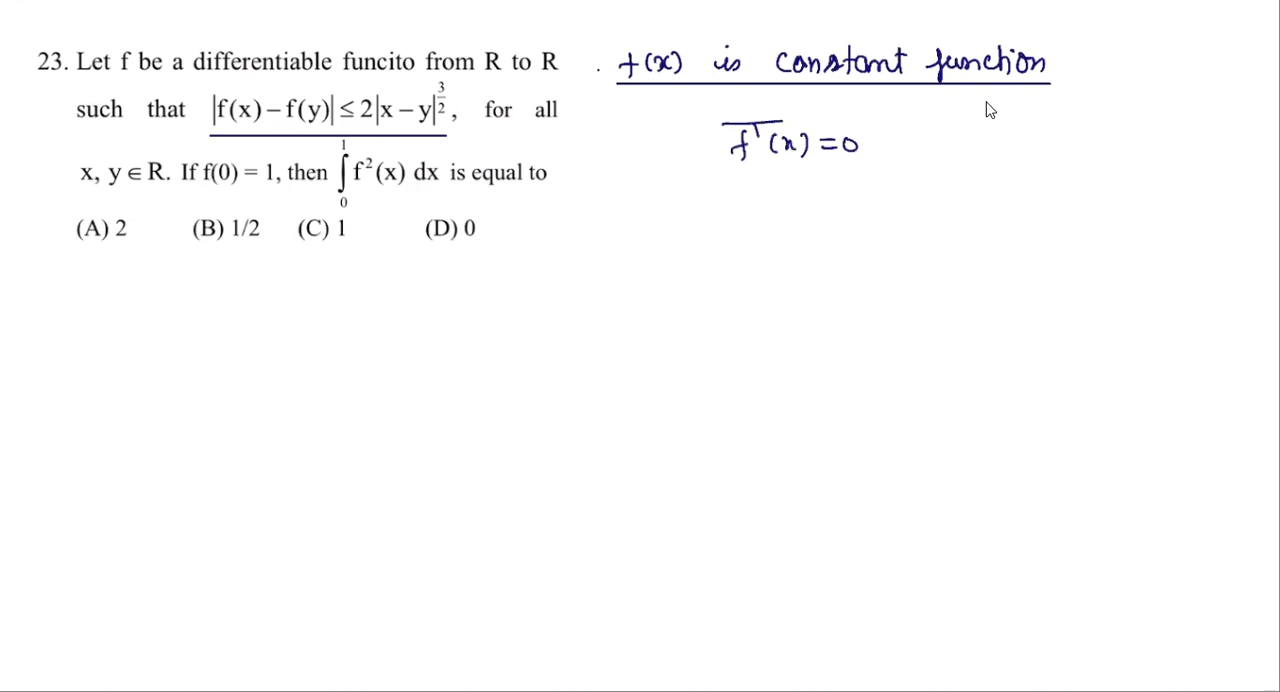 23. Let f be a differentiable funcito from R to R
such that |f(x) – f(y)| ≤ 2|x – y|^{3/2}, for all
x, y ∈ R. If f(0) = 1, then ∫₀¹ f²(x) dx is equal to
(A) 2 (B) 1/2 (C) 1 (D) 0
. f(x) is constant function
f'(x) = 0